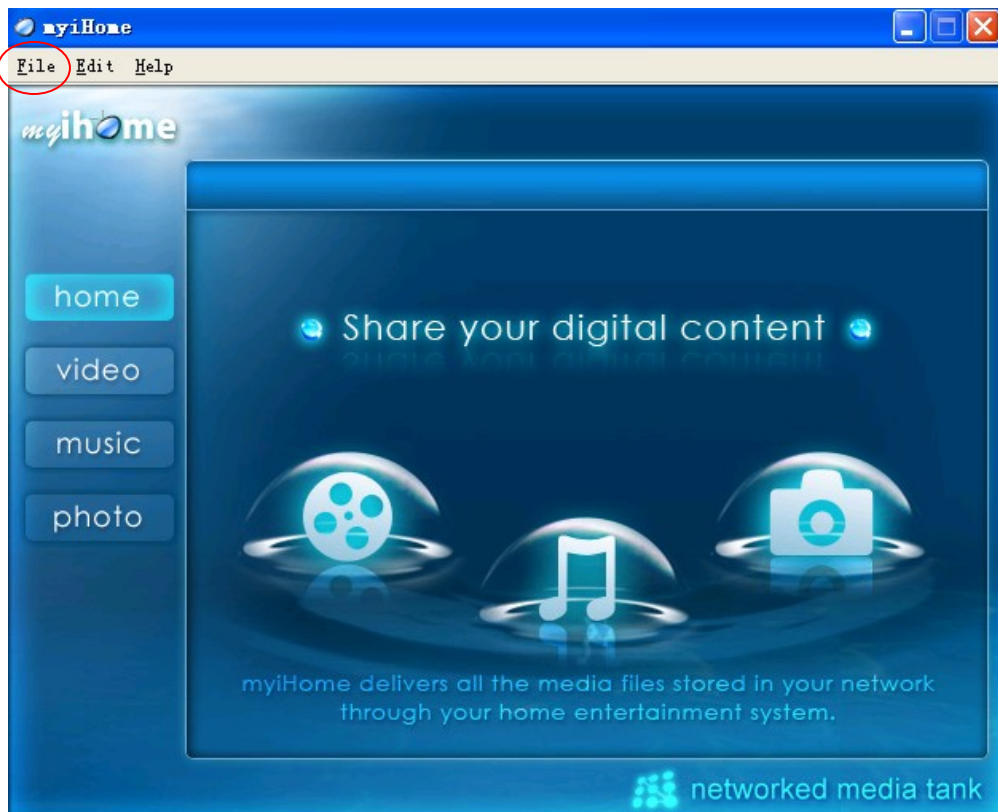 myiHome
File Edit Help
myihome
home
video
music
photo
Share your digital content
myiHome delivers all the media files stored in your network
through your home entertainment system.
networked media tank